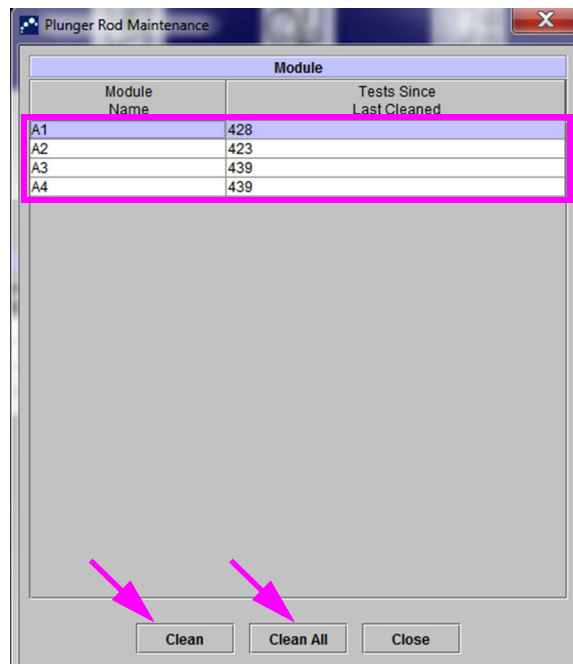 Plunger Rod Maintenance
Module
Module Name Tests Since Last Cleaned
A1 428
A2 423
A3 439
A4 439
Clean Clean All Close